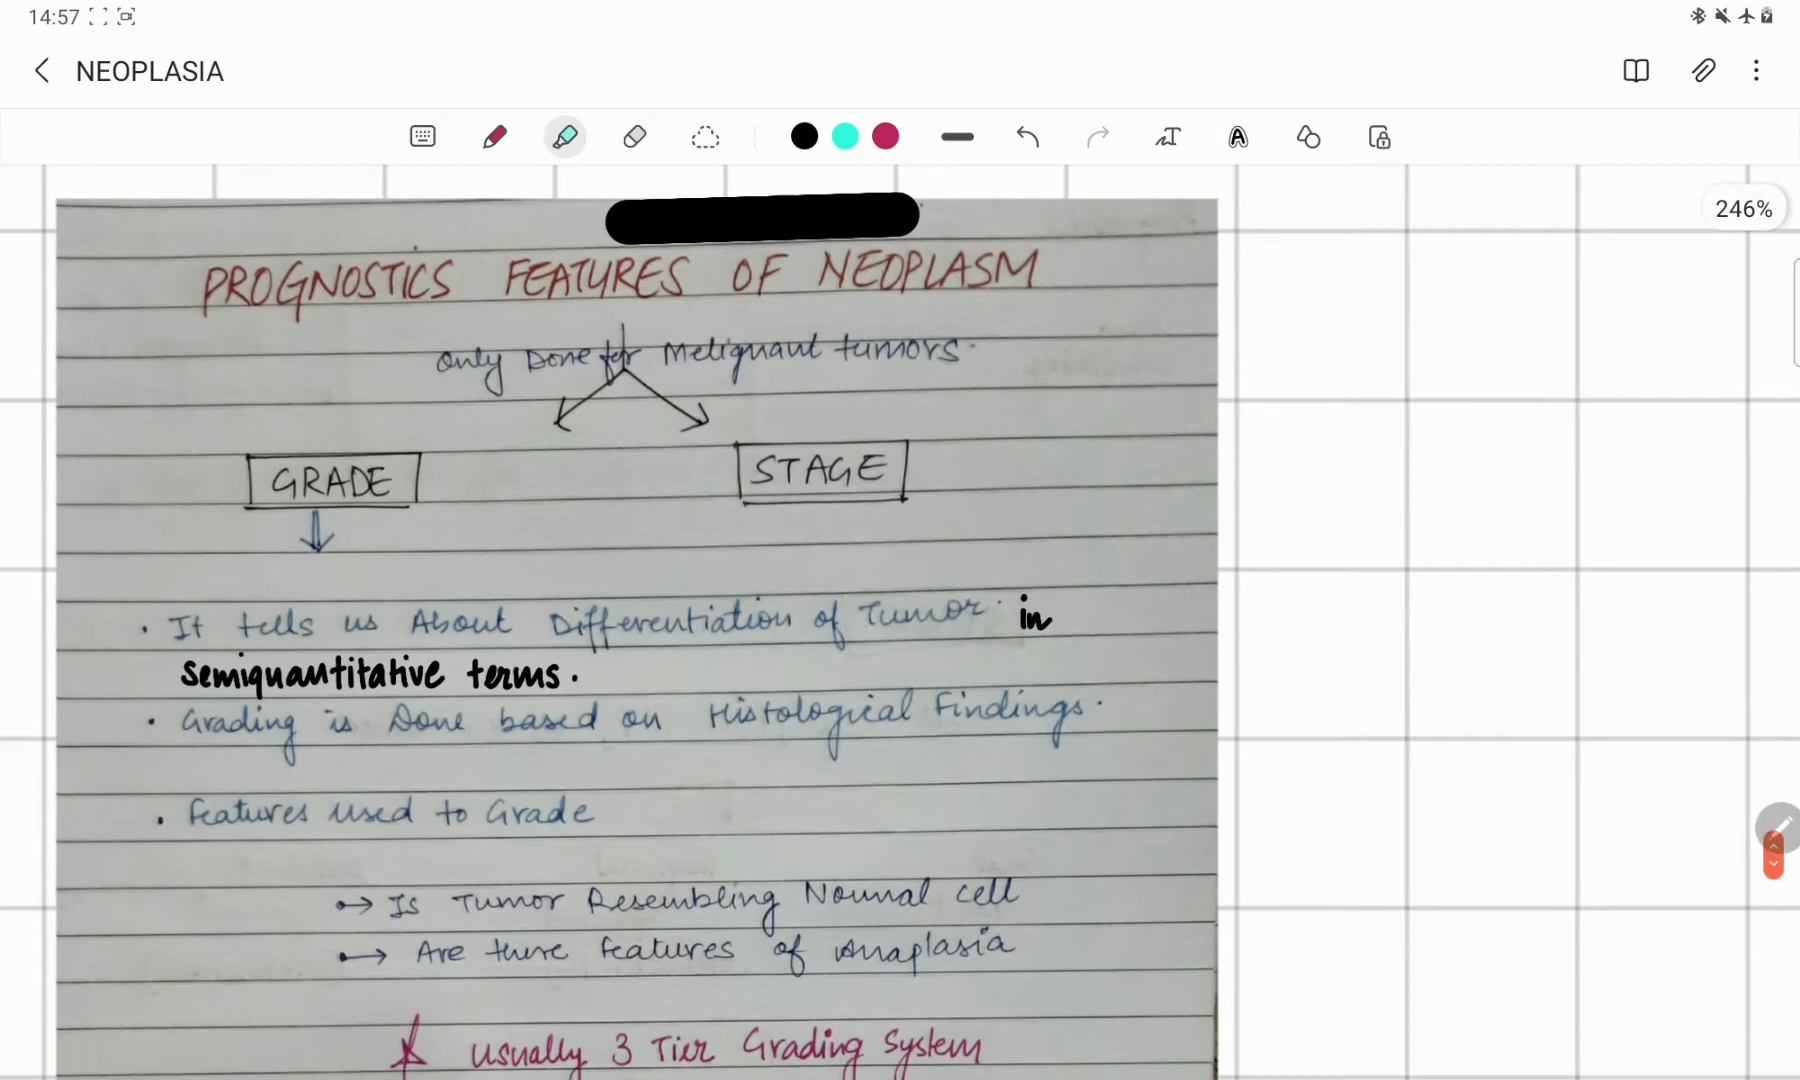 14:57
NEOPLASIA
246%
PROGNOSTICS FEATURES OF NEOPLASM
only Done for Melignant tumors.
GRADE
STAGE
. It tells us About Differentiation of Tumor. in
semiquantitative terms.
. Grading is Done based on Histological Findings.
. Features used to Grade
→ Is Tumor Resembling Normal cell
→ Are there features of Anaplasia
usually 3 Tier Grading System